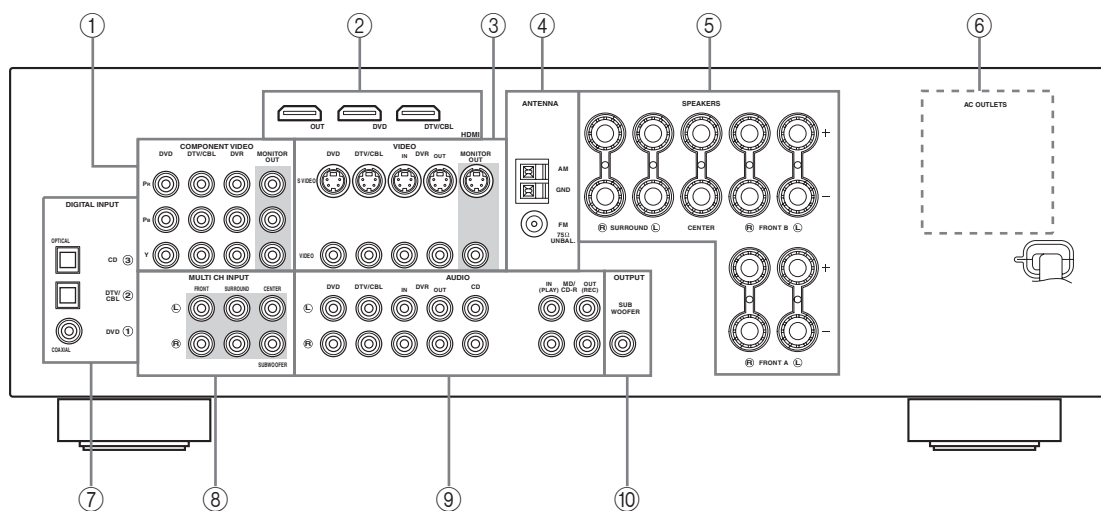 ① ② ③ ④ ⑤ ⑥
ANTENNA
SPEAKERS
AC OUTLETS
OUT DVD DTV/CBL
HDMI
COMPONENT VIDEO
DVD DTV/CBL DVR MONITOR OUT
VIDEO
DVD DTV/CBL IN DVR OUT MONITOR OUT
S VIDEO
AM
GND
FM
75Ω
UNBAL.
+
–
Ⓡ SURROUND Ⓛ CENTER Ⓡ FRONT B Ⓛ
PR
PB
Y
VIDEO
DIGITAL INPUT
OPTICAL
CD ③
DTV/
CBL ②
DVD ①
COAXIAL
MULTI CH INPUT
FRONT SURROUND CENTER
Ⓛ
Ⓡ
SUBWOOFER
AUDIO
DVD DTV/CBL IN DVR OUT CD IN (PLAY) MD/CD-R OUT (REC)
Ⓛ
Ⓡ
OUTPUT
SUB
WOOFER
+
–
Ⓡ FRONT A Ⓛ
⑦ ⑧ ⑨ ⑩